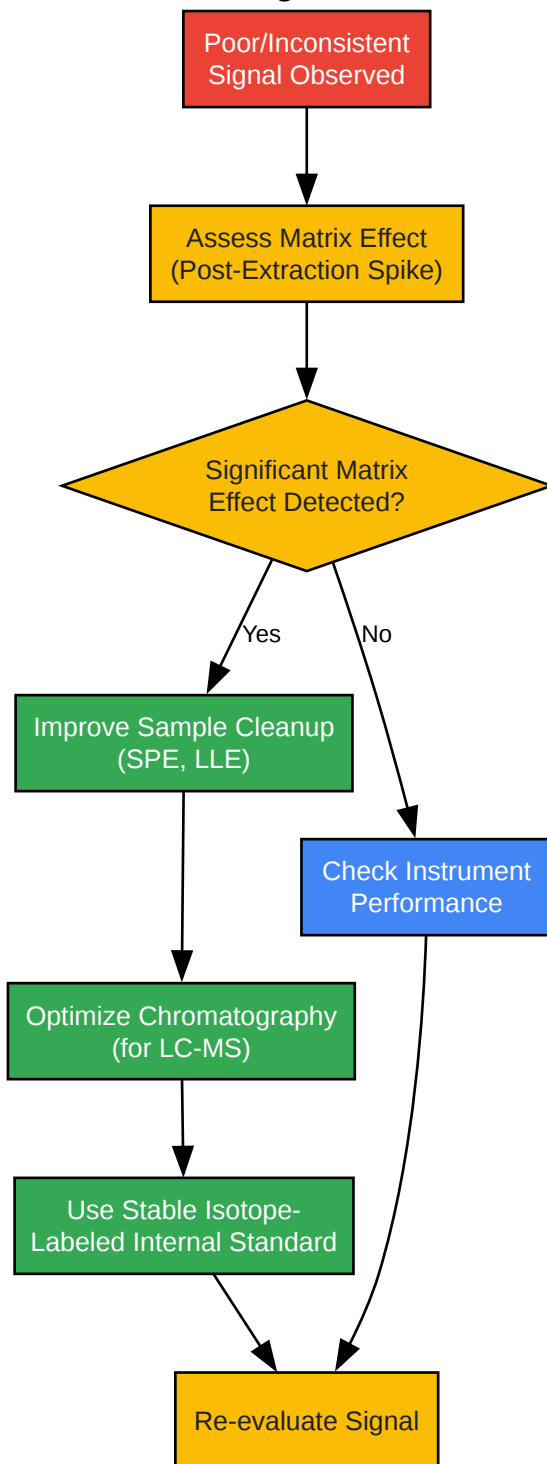 Poor/Inconsistent
Signal Observed
Assess Matrix Effect
(Post-Extraction Spike)
Significant Matrix
Effect Detected?
Yes
No
Improve Sample Cleanup
(SPE, LLE)
Check Instrument
Performance
Optimize Chromatography
(for LC-MS)
Use Stable Isotope-
Labeled Internal Standard
Re-evaluate Signal